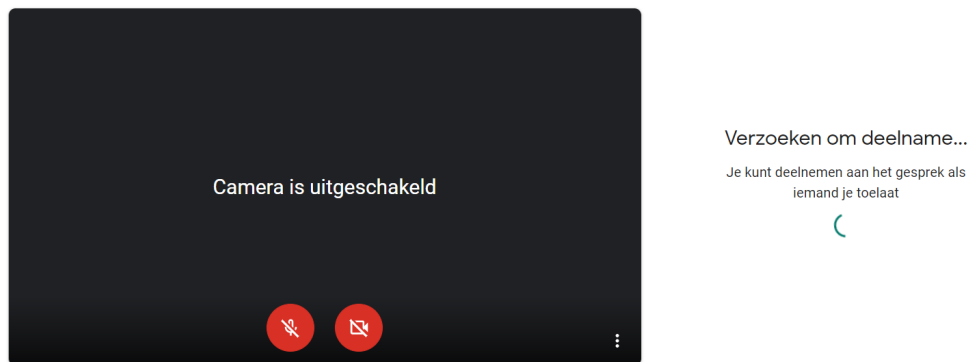 Camera is uitgeschakeld
Verzoeken om deelname...
Je kunt deelnemen aan het gesprek als
iemand je toelaat